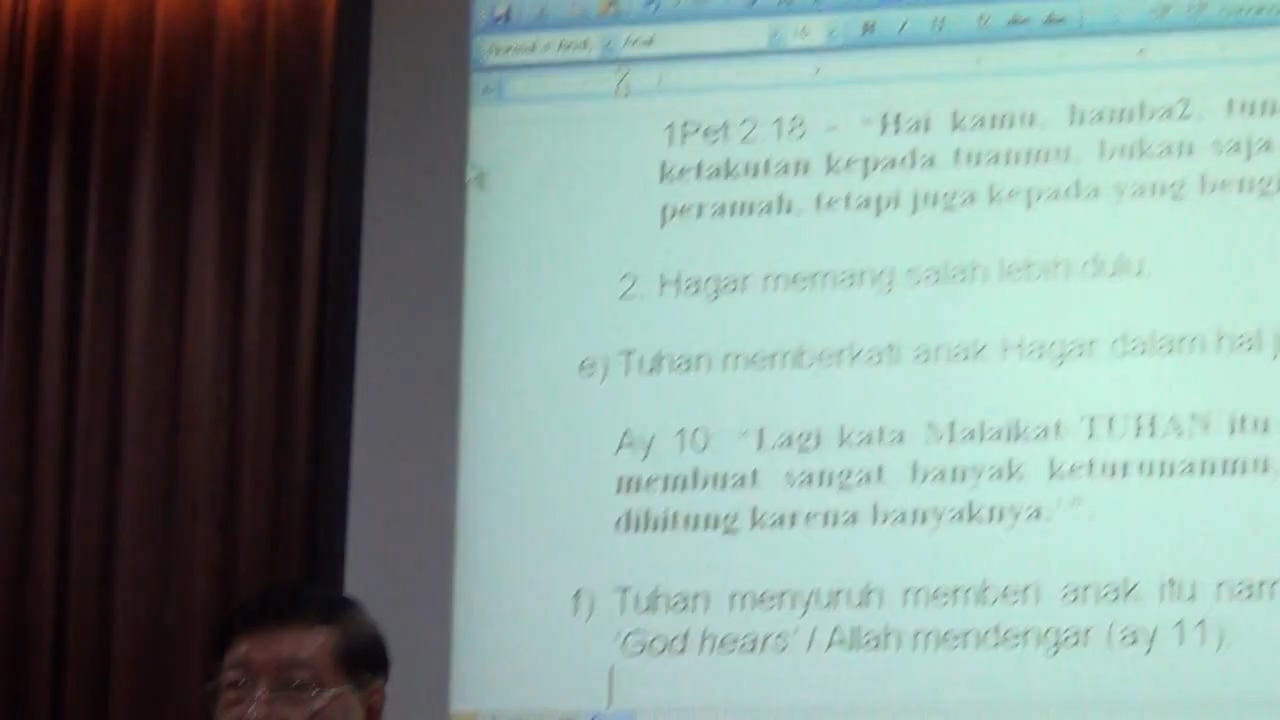 1Pet 2:18 - "Hai kamu, hamba2,
ketakutan kepada tuanmu, bukan saja
peramah, tetapi juga kepada yang
2. Hagar memang salah lebih dulu.
e) Tuhan memberkati anak Hagar dalam hal
Ay 10: "Lagi kata Malaikat TUHAN itu
membuat sangat banyak keturunanmu,
dihitung karena banyaknya.'"
f) Tuhan menyuruh memberi anak itu
'God hears' / Allah mendengar (ay 11).